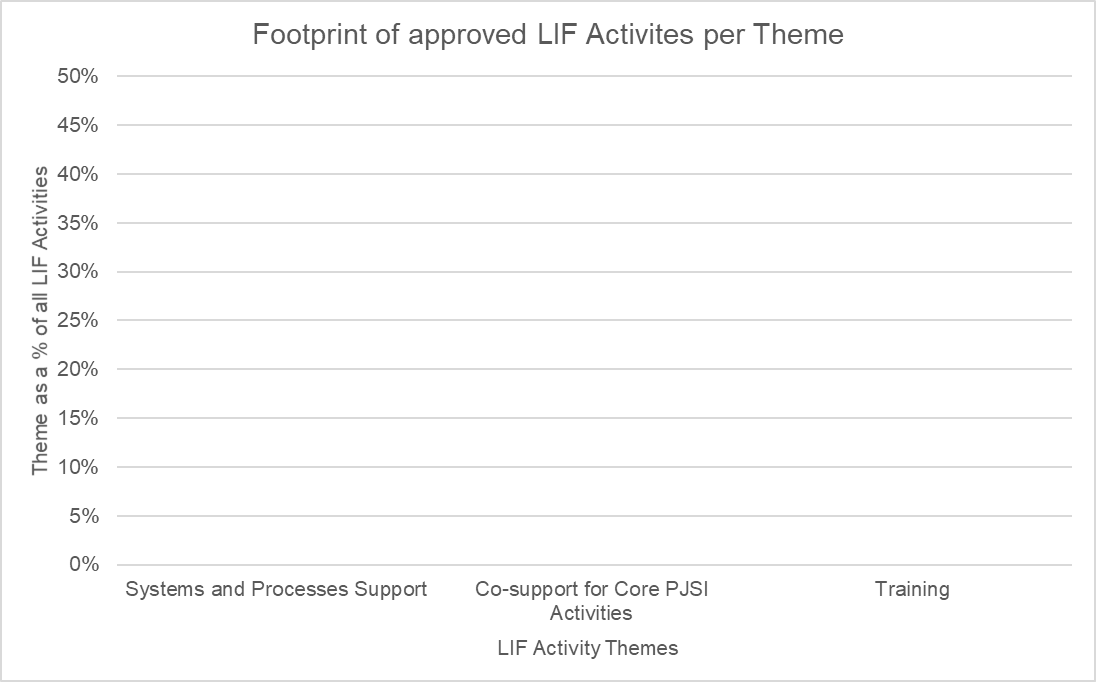 Footprint of approved LIF Activites per Theme
Theme as a % of all LIF Activities
50%
45%
40%
35%
30%
25%
20%
15%
10%
5%
0%
Systems and Processes Support
Co-support for Core PJSI
Activities
Training
LIF Activity Themes